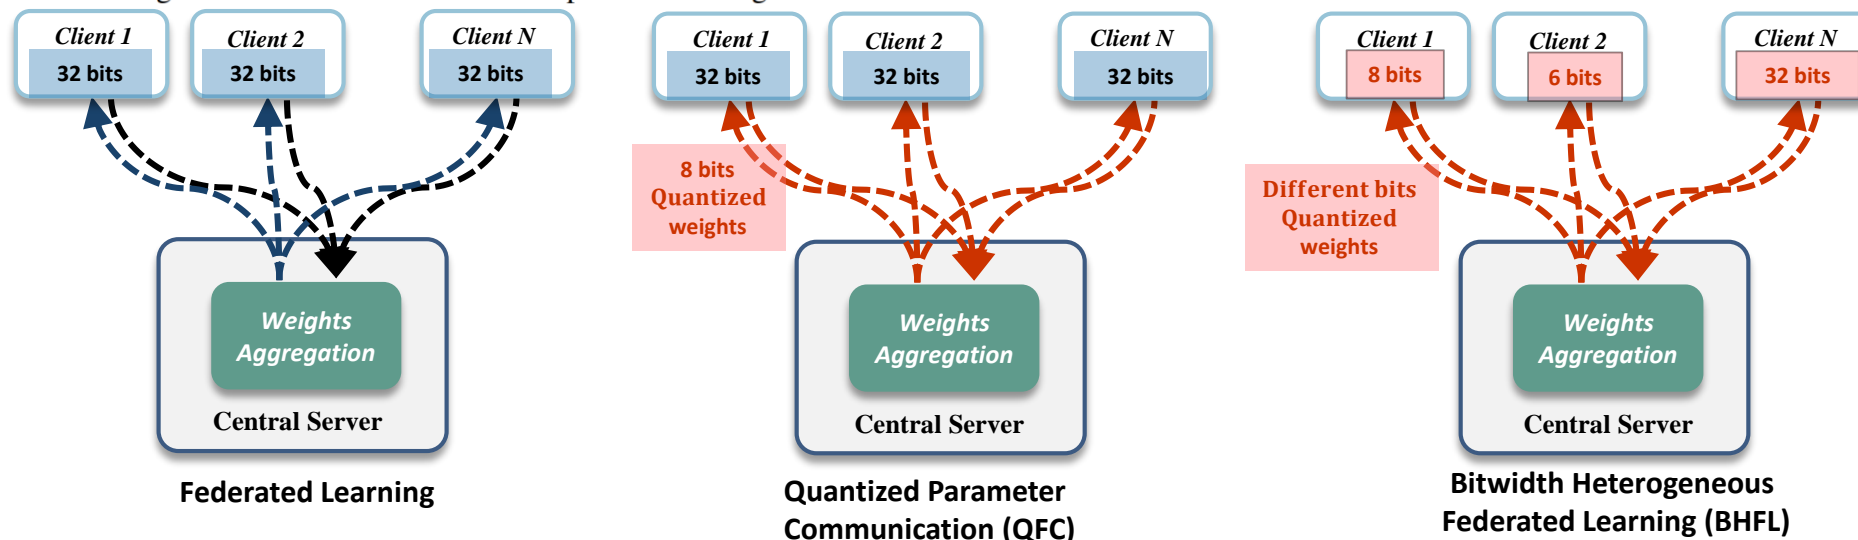 Client 1
32 bits
Client 2
32 bits
Client N
32 bits
Weights
Aggregation
Central Server
Federated Learning
Client 1
32 bits
Client 2
32 bits
Client N
32 bits
8 bits
Quantized
weights
Weights
Aggregation
Central Server
Quantized Parameter
Communication (QFC)
Client 1
8 bits
Client 2
6 bits
Client N
32 bits
Different bits
Quantized
weights
Weights
Aggregation
Central Server
Bitwidth Heterogeneous
Federated Learning (BHFL)